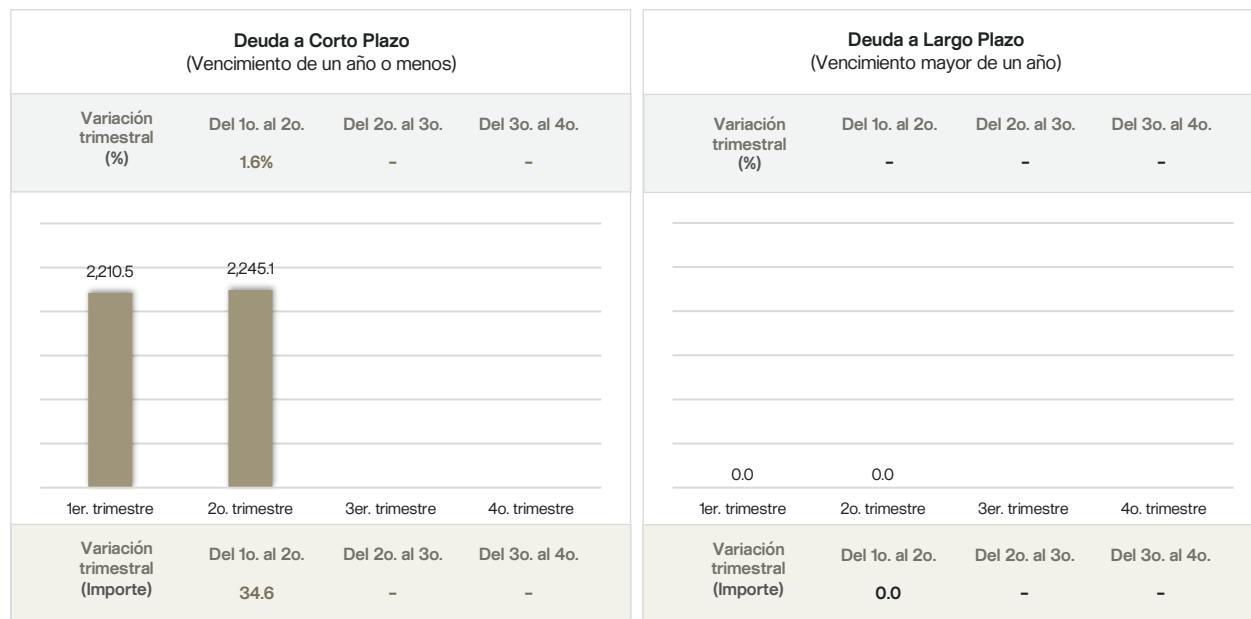 Deuda a Corto Plazo
(Vencimiento de un año o menos)
Variación
trimestral
(%)
Del 1o. al 2o. Del 2o. al 3o. Del 3o. al 4o.
1.6% – –
2,210.5 2,245.1
1er. trimestre 2o. trimestre 3er. trimestre 4o. trimestre
Variación
trimestral
(Importe)
Del 1o. al 2o. Del 2o. al 3o. Del 3o. al 4o.
34.6 – –
Deuda a Largo Plazo
(Vencimiento mayor de un año)
Variación
trimestral
(%)
Del 1o. al 2o. Del 2o. al 3o. Del 3o. al 4o.
– – –
0.0 0.0
1er. trimestre 2o. trimestre 3er. trimestre 4o. trimestre
Variación
trimestral
(Importe)
Del 1o. al 2o. Del 2o. al 3o. Del 3o. al 4o.
0.0 – –